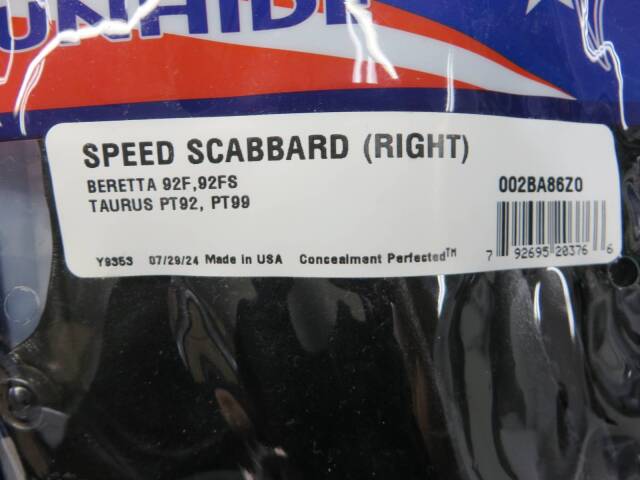 UNHIDE
SPEED SCABBARD (RIGHT)
BERETTA 92F,92FS
TAURUS PT92, PT99
002BA86Z0
Y9353 07/29/24 Made in USA Concealment Perfected™
7 92695 20376 6